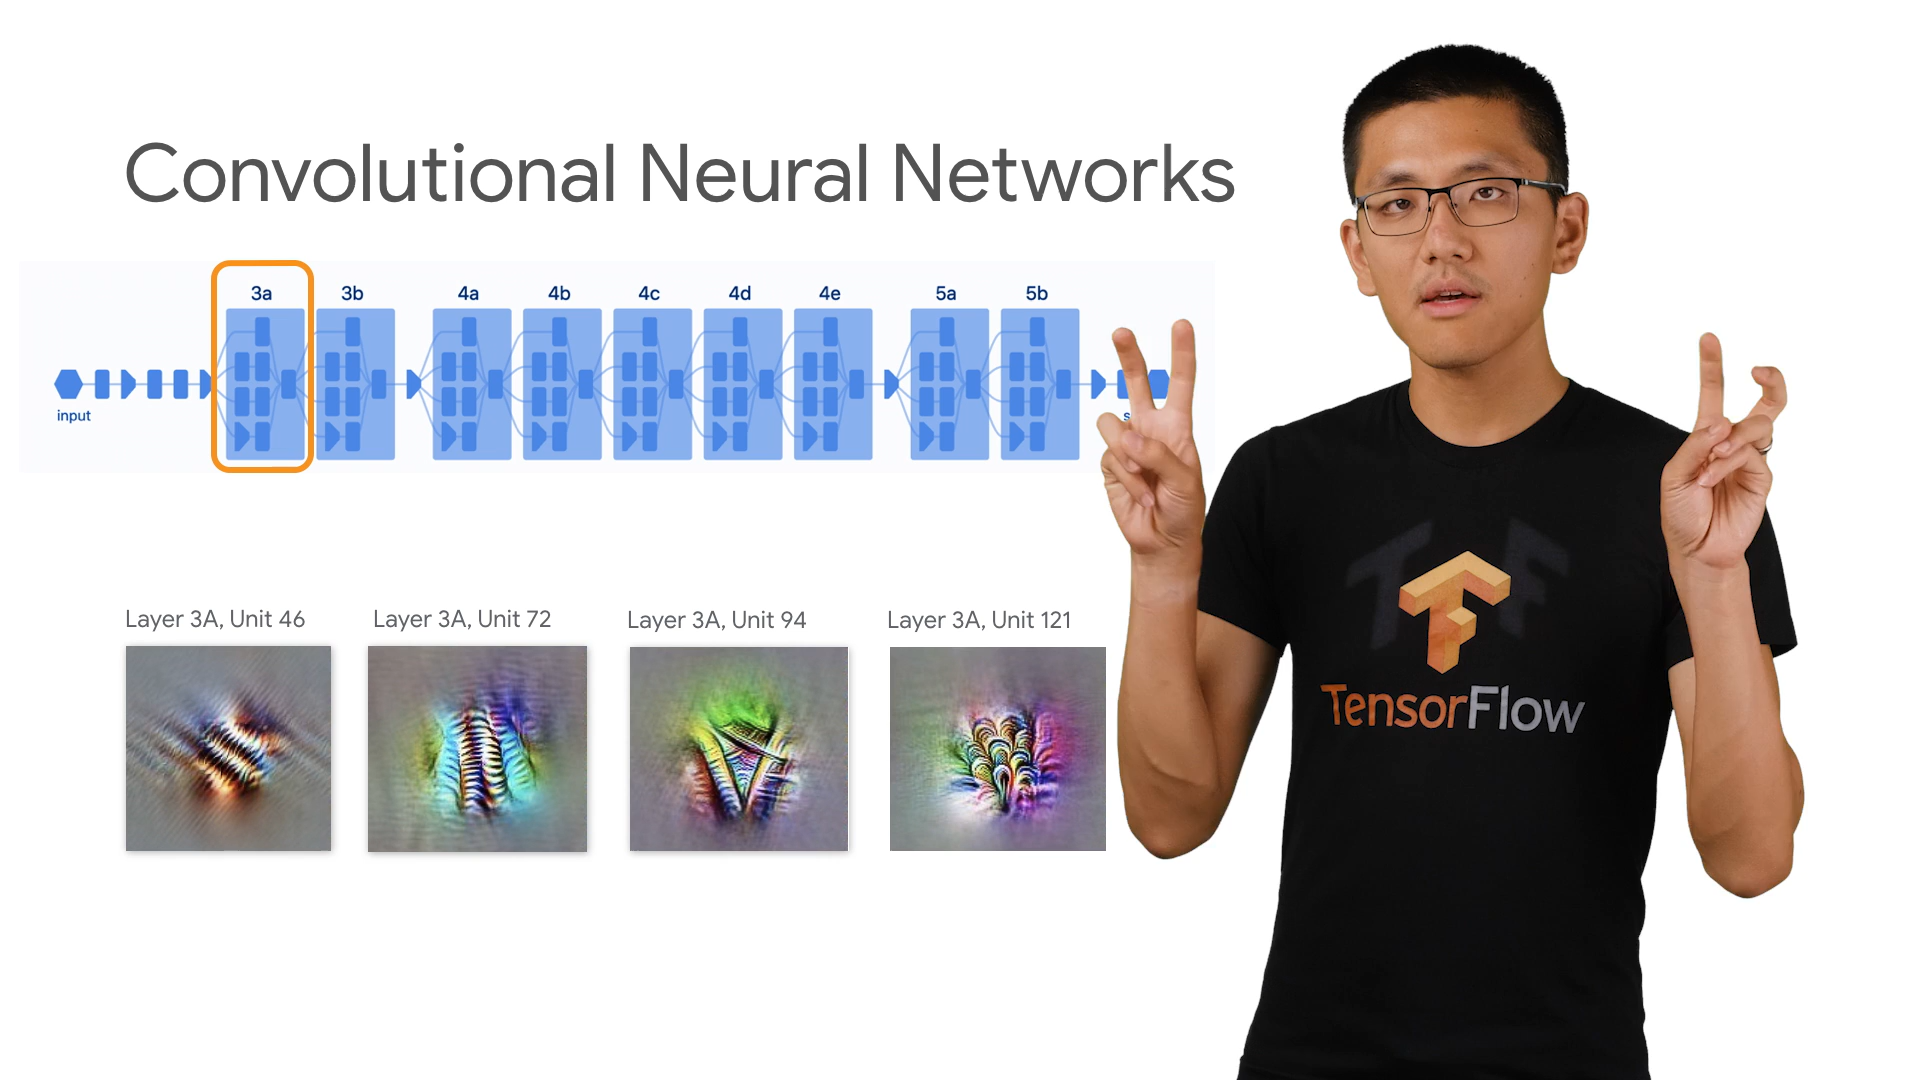 Convolutional Neural Networks
3a 3b 4a 4b 4c 4d 4e 5a 5b
input
Layer 3A, Unit 46
Layer 3A, Unit 72
Layer 3A, Unit 94
Layer 3A, Unit 121
TF
TensorFlow